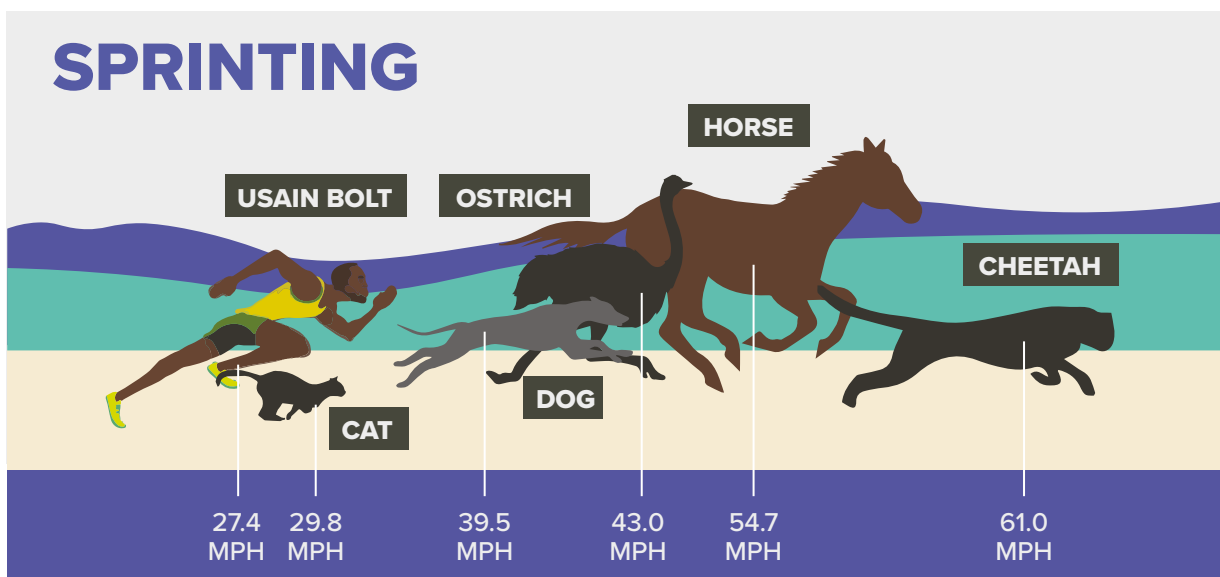 SPRINTING
HORSE
USAIN BOLT
OSTRICH
CHEETAH
DOG
CAT
27.4
MPH
29.8
MPH
39.5
MPH
43.0
MPH
54.7
MPH
61.0
MPH